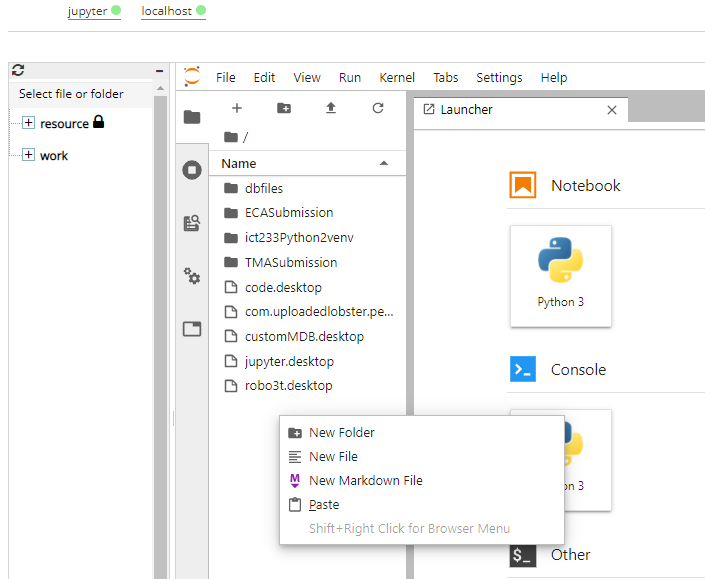 jupyter localhost
Select file or folder
resource
work
File Edit View Run Kernel Tabs Settings Help
/
Name
dbfiles
ECASubmission
ict233Python2venv
TMASubmission
code.desktop
com.uploadedlobster.pe...
customMDB.desktop
jupyter.desktop
robo3t.desktop
Launcher
Notebook
Python 3
Console
on 3
Other
New Folder
New File
New Markdown File
Paste
Shift+Right Click for Browser Menu